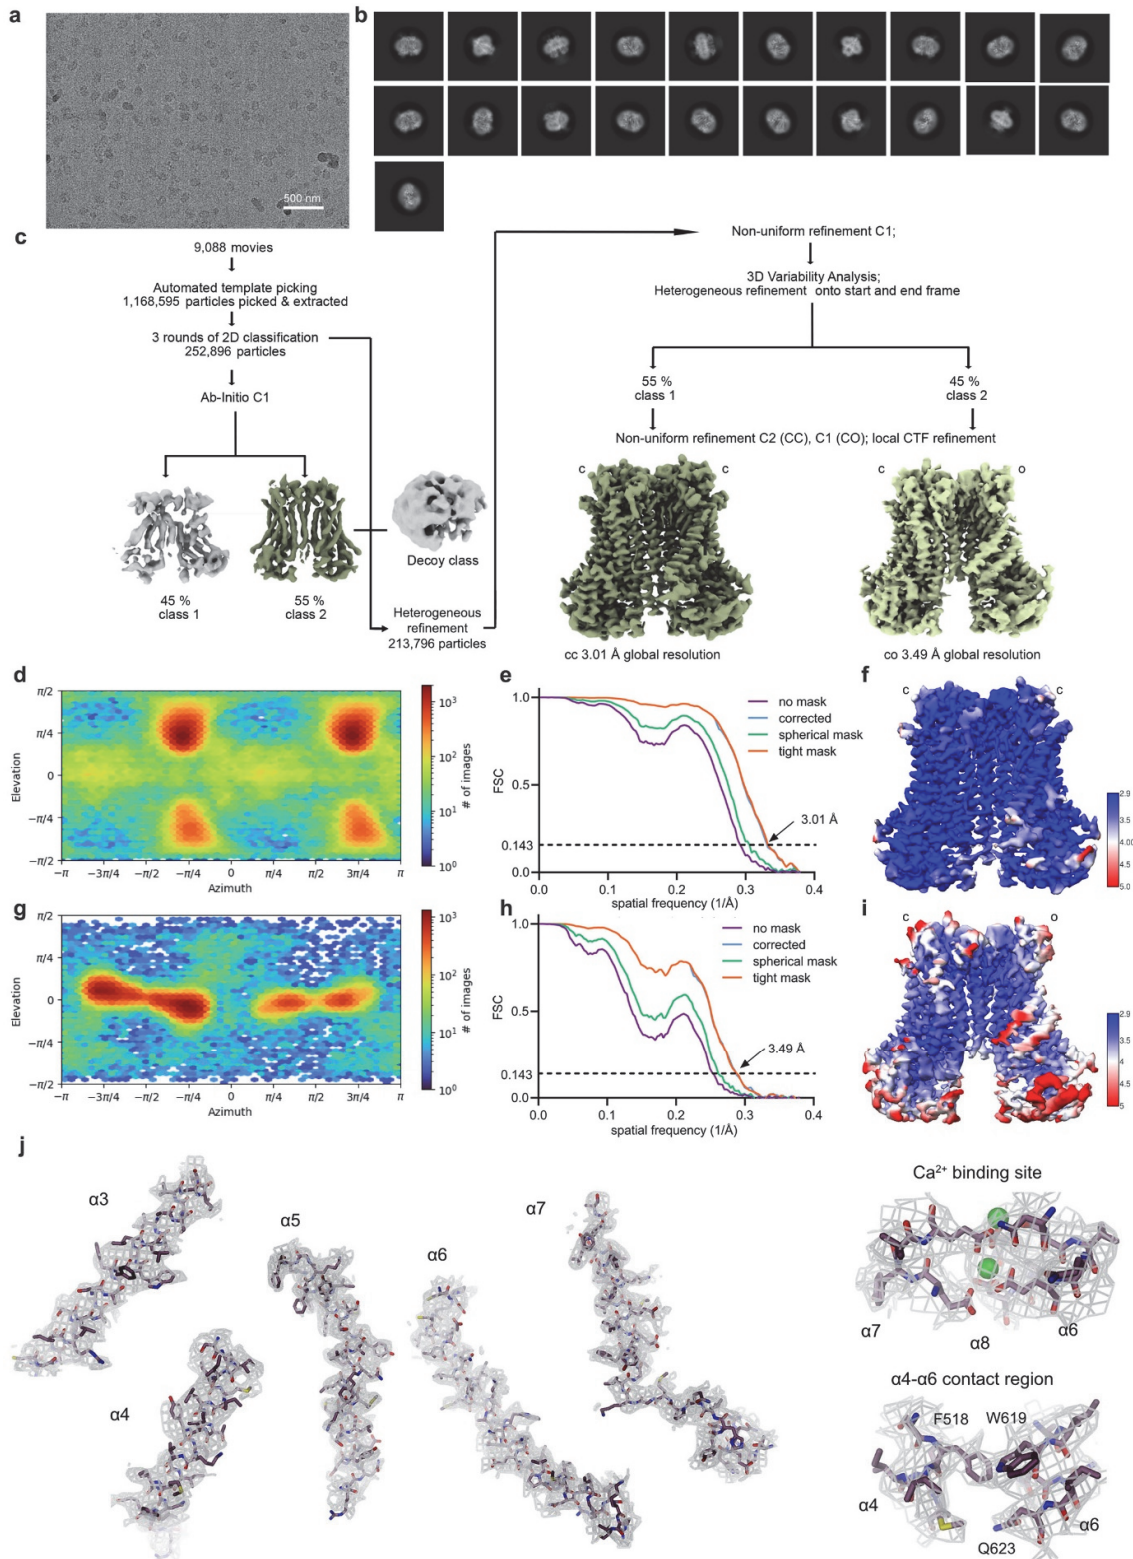 a
b
500 nm
c
9,088 movies
Automated template picking
1,168,595 particles picked & extracted
3 rounds of 2D classification
252,896 particles
Ab-Initio C1
45 %
class 1
55 %
class 2
Decoy class
Heterogeneous
refinement
213,796 particles
Non-uniform refinement C1;
3D Variability Analysis;
Heterogeneous refinement onto start and end frame
55 %
class 1
45 %
class 2
Non-uniform refinement C2 (CC), C1 (CO); local CTF refinement
c c
c o
cc 3.01 Å global resolution
co 3.49 Å global resolution
d
π/2
π/4
0
−π/4
−π/2
Elevation
−π −3π/4 −π/2 −π/4 0 π/4 π/2 3π/4 π
Azimuth
10³
10²
10¹
10⁰
# of images
e
1.0
0.5
0.143
0.0
FSC
no mask
corrected
spherical mask
tight mask
3.01 Å
0.0 0.1 0.2 0.3 0.4
spatial frequency (1/Å)
f
c c
2.9
3.5
4.0
4.5
5.0
g
π/2
π/4
0
−π/4
−π/2
Elevation
−π −3π/4 −π/2 −π/4 0 π/4 π/2 3π/4 π
Azimuth
10³
10²
10¹
10⁰
# of images
h
1.0
0.5
0.143
0.0
FSC
no mask
corrected
spherical mask
tight mask
3.49 Å
0.0 0.1 0.2 0.3 0.4
spatial frequency (1/Å)
i
c o
2.9
3.5
4.0
4.5
5
j
α3
α4
α5
α6
α7
Ca²⁺ binding site
α7
α8
α6
α4-α6 contact region
F518 W619
α4
α6
Q623